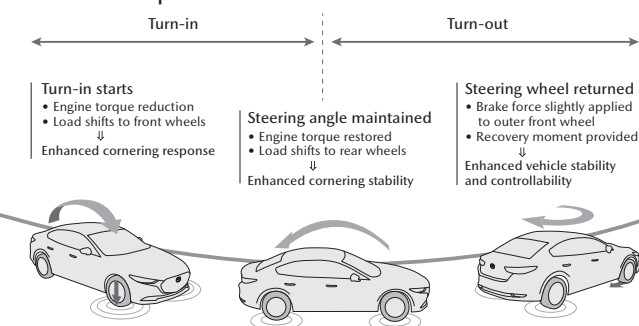 Turn-in
Turn-out
Turn-in starts
• Engine torque reduction
• Load shifts to front wheels
⇓
Enhanced cornering response
Steering angle maintained
• Engine torque restored
• Load shifts to rear wheels
⇓
Enhanced cornering stability
Steering wheel returned
• Brake force slightly applied
to outer front wheel
• Recovery moment provided
⇓
Enhanced vehicle stability
and controllability